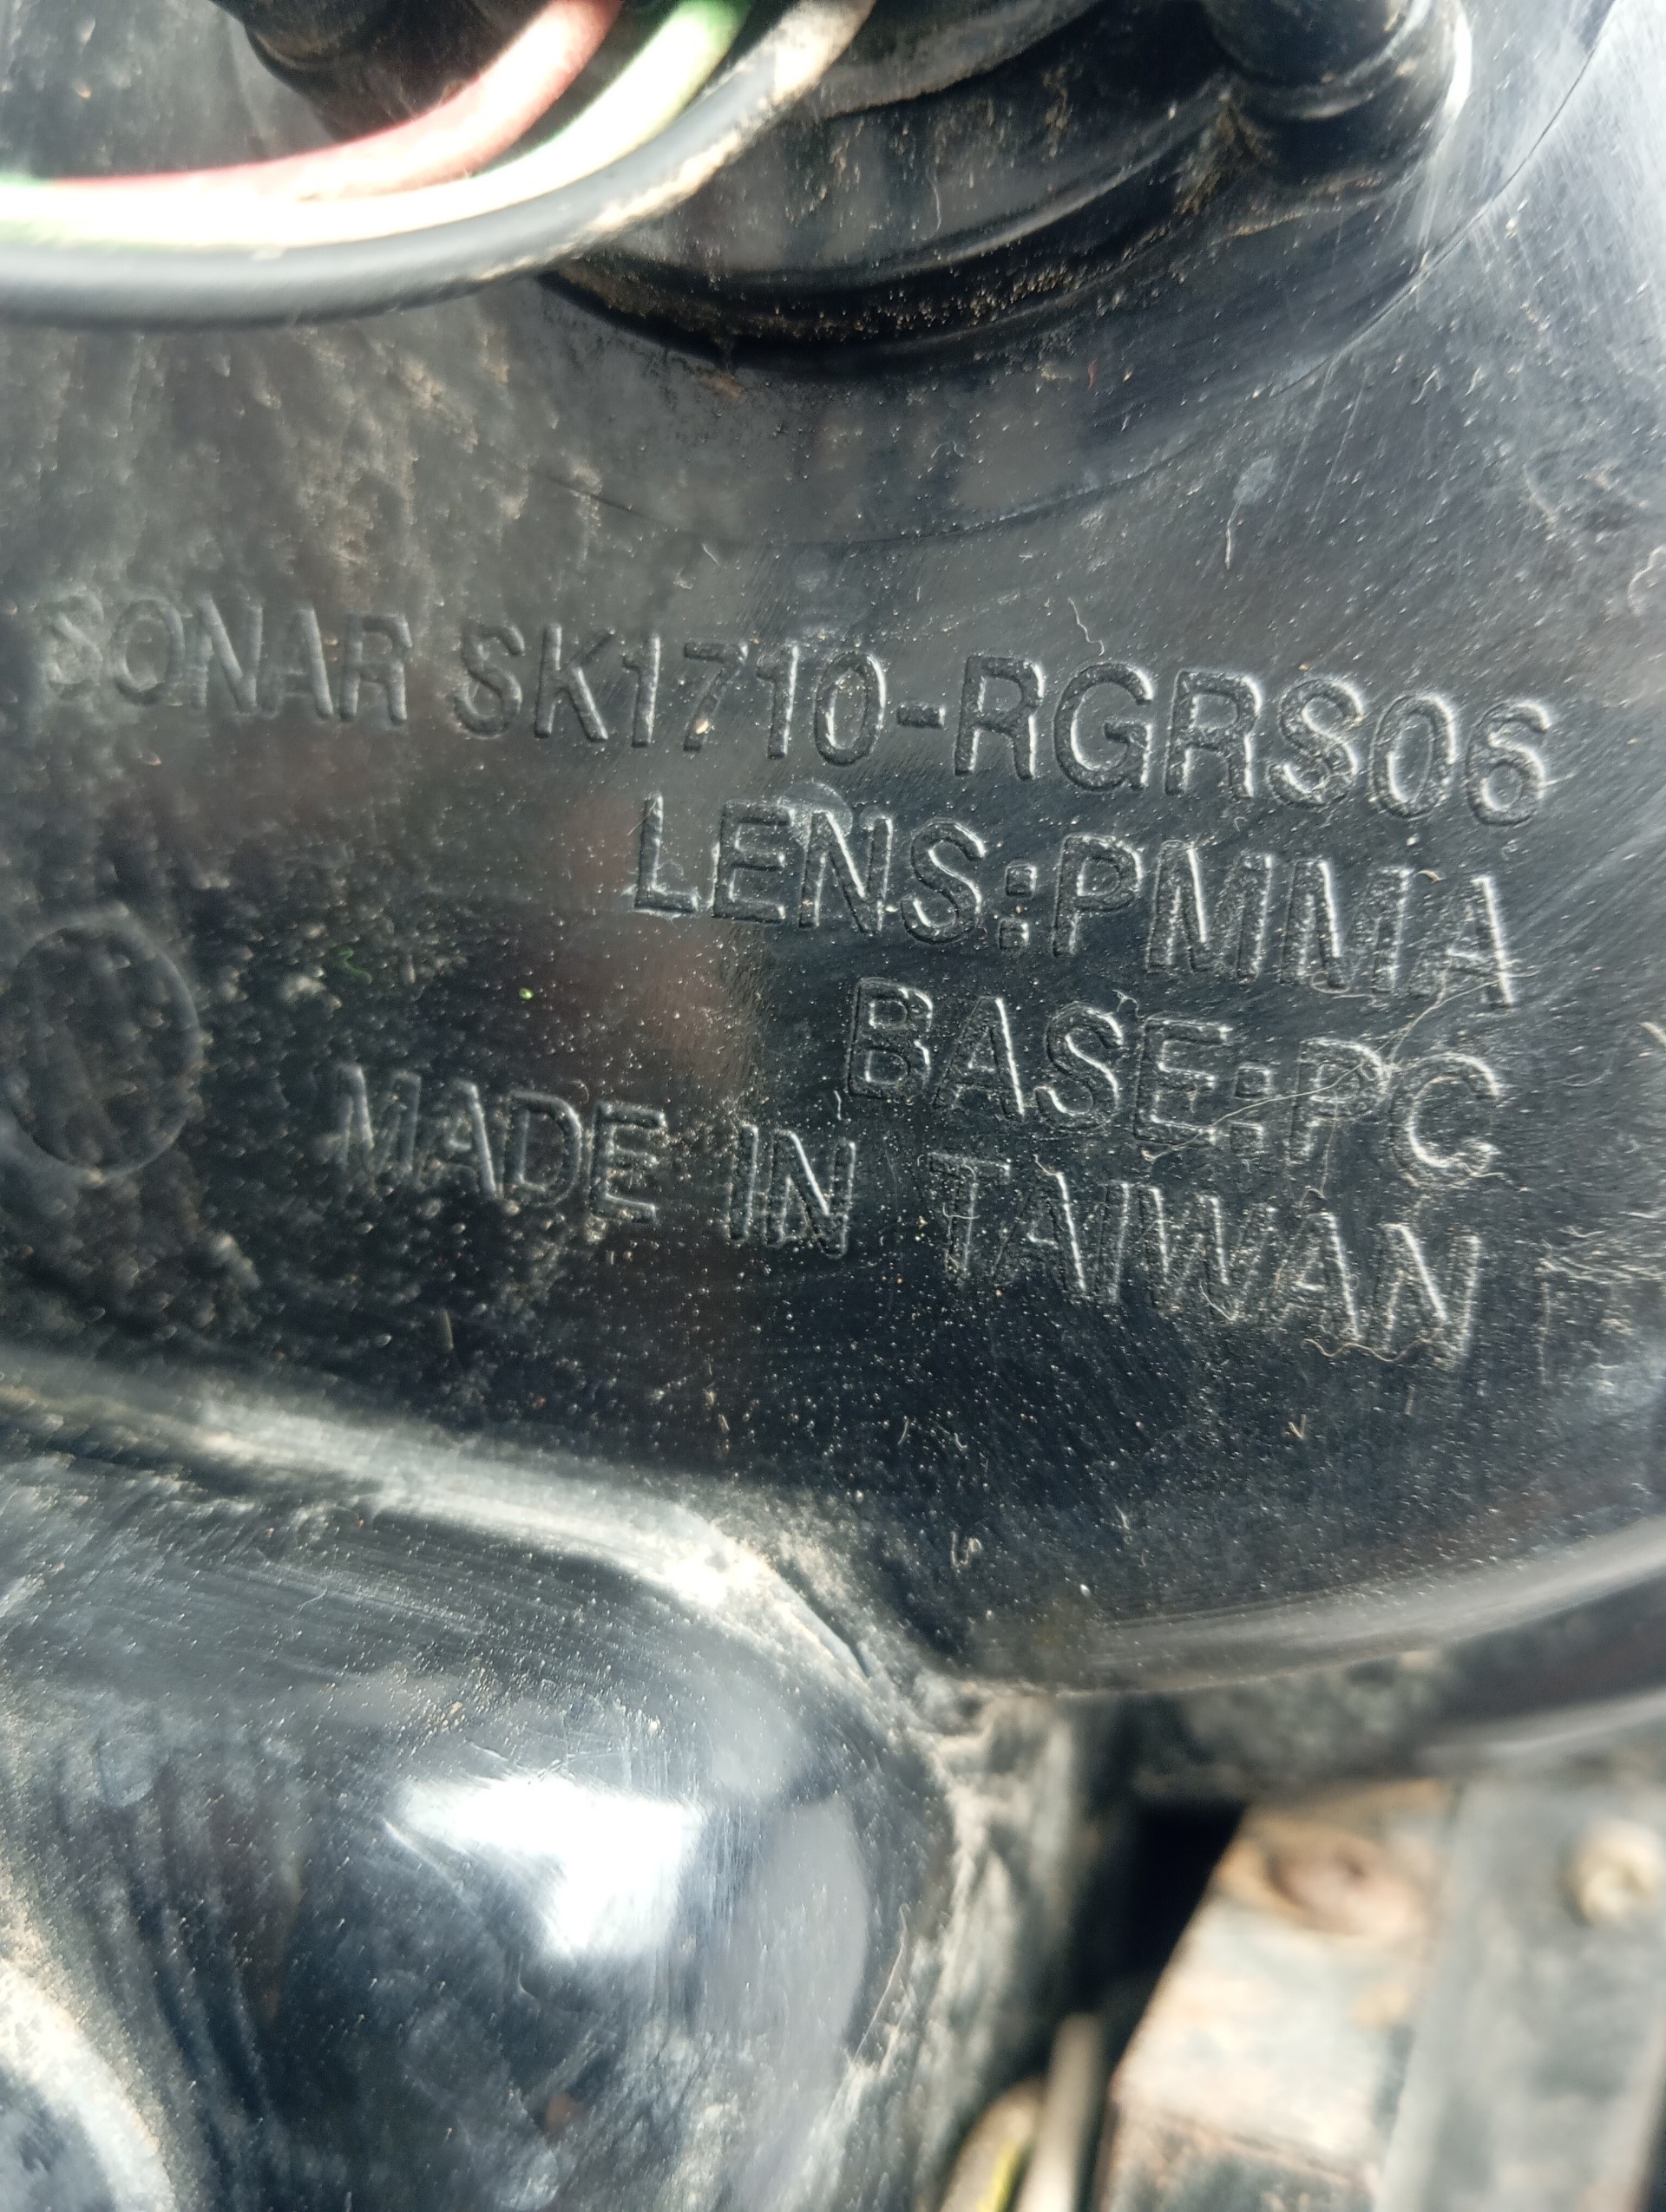 SONAR SK1710-RGRS06
LENS:PMMA
BASE:PC
MADE IN TAIWAN